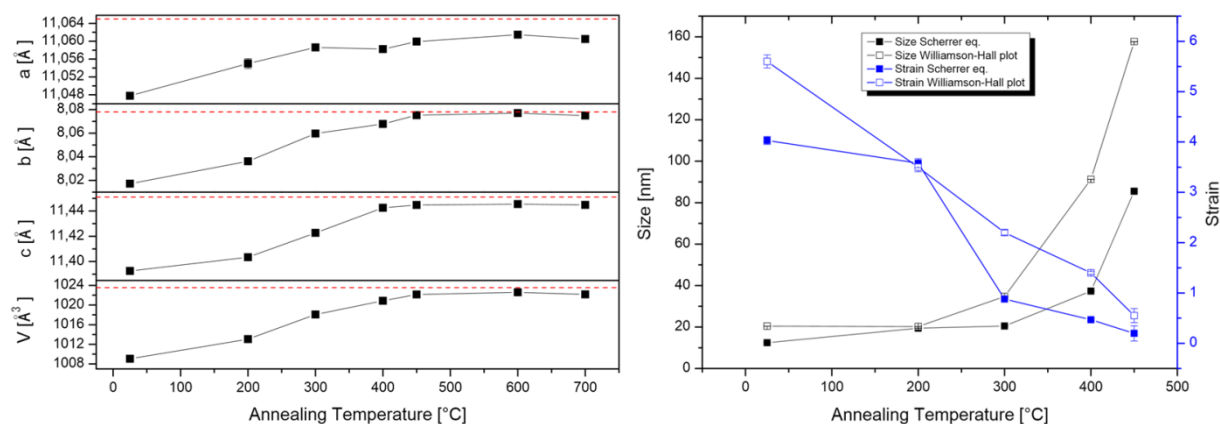 11,064
11,060
11,056
11,052
11,048
a [Å]
8,08
8,06
8,04
8,02
b [Å]
11,44
11,42
11,40
c [Å]
1024
1020
1016
1012
1008
V [Å³]
0 100 200 300 400 500 600 700
Annealing Temperature [°C]
160
140
120
100
80
60
40
20
0
Size [nm]
Size Scherrer eq.
Size Williamson-Hall plot
Strain Scherrer eq.
Strain Williamson-Hall plot
6
5
4
3
2
1
0
Strain
0 100 200 300 400 500
Annealing Temperature [°C]